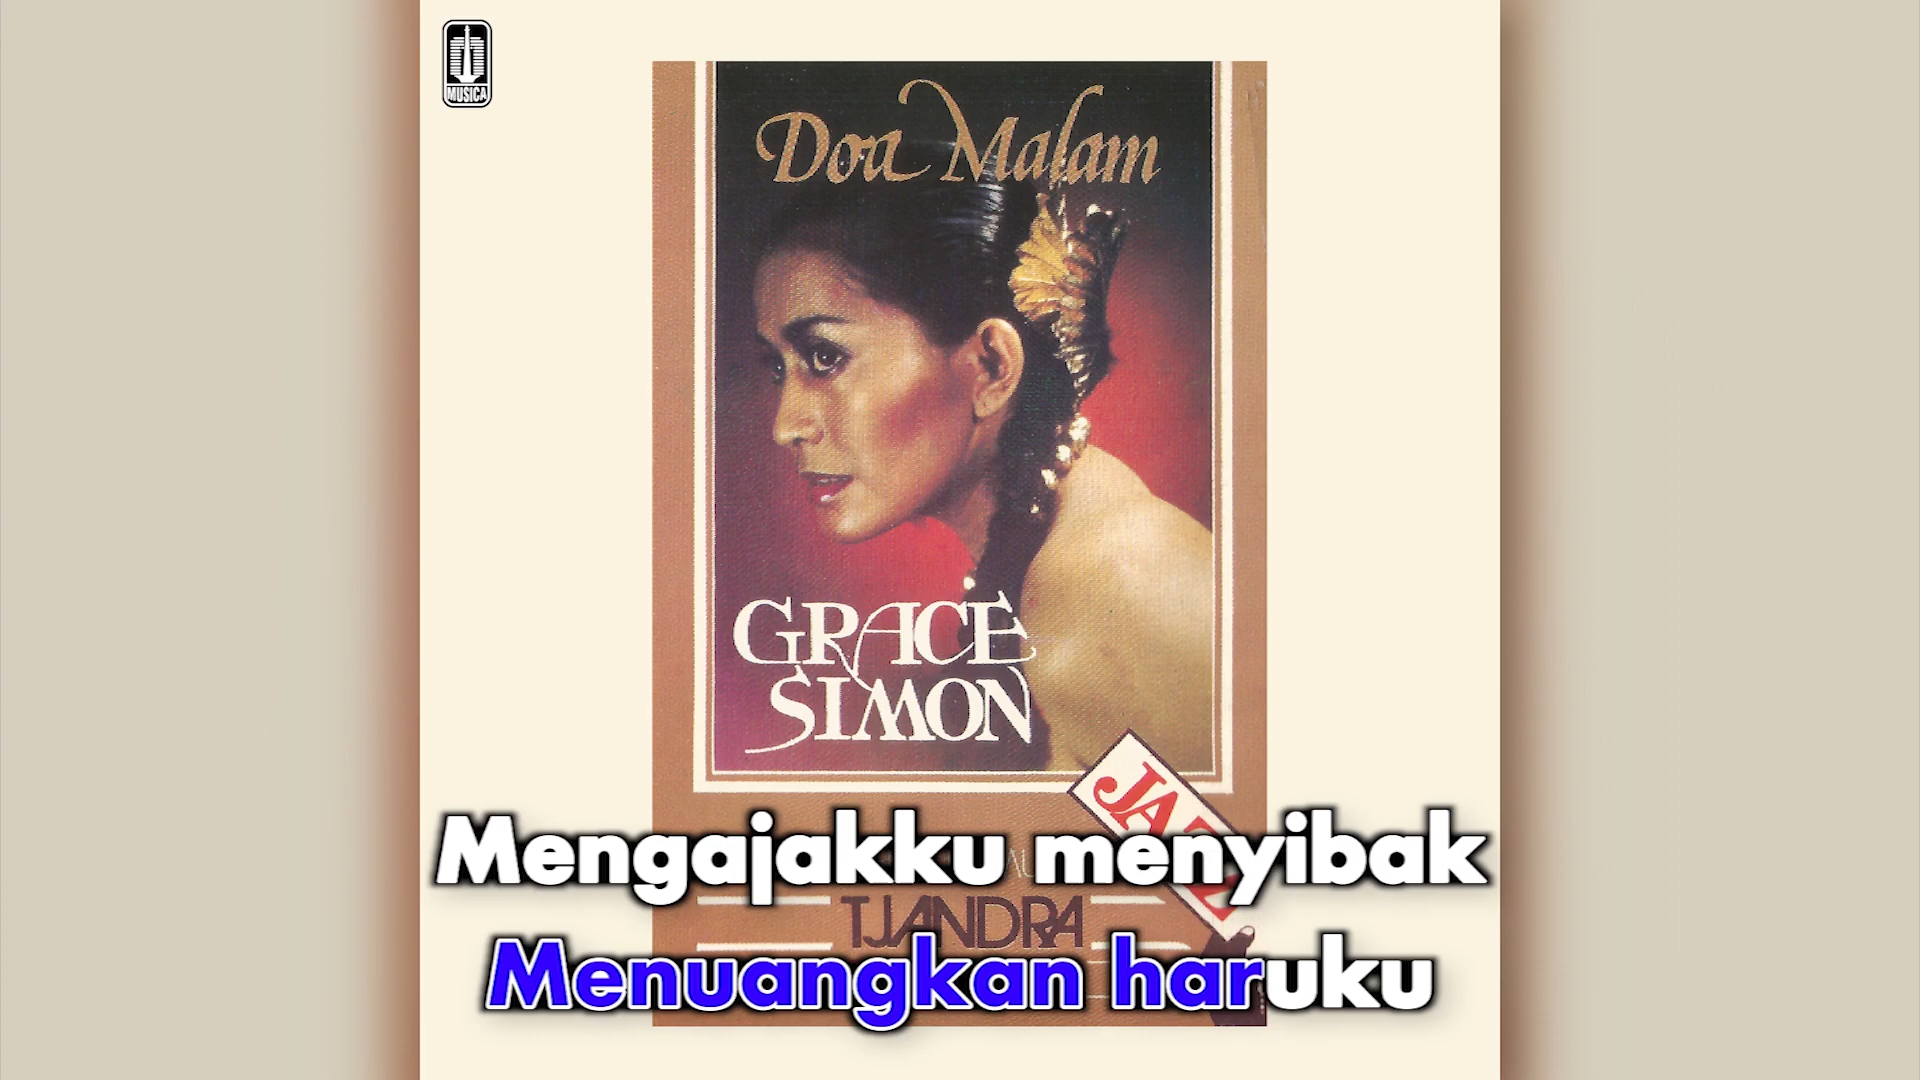 MUSICA
Doa Malam
GRACE
SIMON
Mengajakku menyibak
TJANDRA
Menuangkan haruku